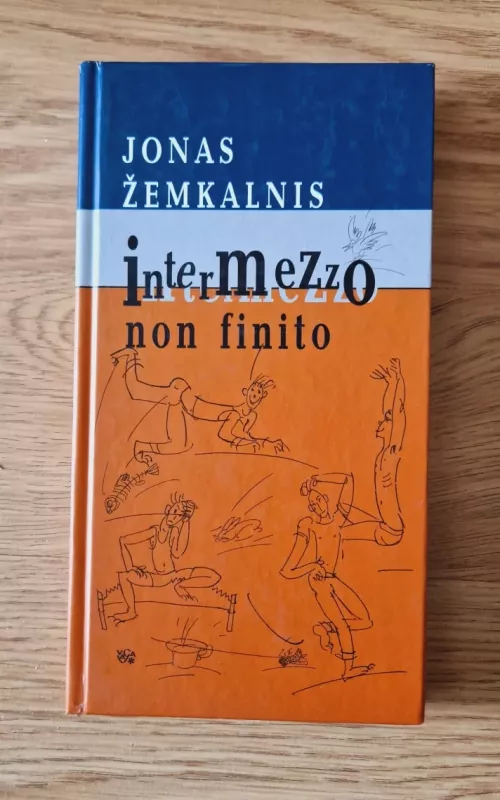 JONAS
ŽEMKALNIS
intermezzo
non finito